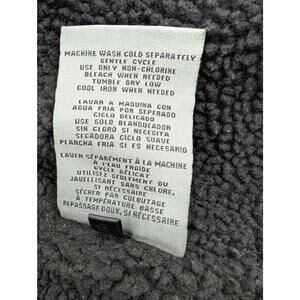 MACHINE WASH COLD SEPARATELY
GENTLE CYCLE
USE ONLY NON-CHLORINE
BLEACH WHEN NEEDED
TUMBLE DRY LOW
COOL IRON WHEN NEEDED
LAVAR A MAQUINA CON
AGUA FRIA POR SEPERADO
CICLO DELICADO
USE SOLO BLANQUEADOR
SIN CLORO SI NECESITA
SECADORA CICLO SUAVE
PLANCHA FRIA SI ES NECESARIO
LAVER SÉPARÉMENT À LA MACHINE
À L'EAU FROIDE
CYCLE DÉLICAT
UTILISEZ SEULEMENT DU
JAVELLISANT SANS CHLORE,
SI NÉCESSAIRE
SÉCHER PAR CULBUTAGE
À TEMPÉRATURE BASSE
REPASSAGE DOUX, SI NÉCESSAIRE